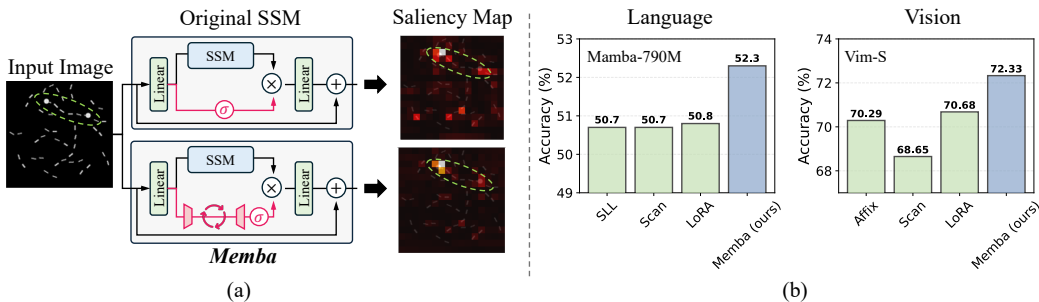 Original SSM
Saliency Map
Input Image
Linear
SSM
σ
×
Linear
+
Linear
SSM
σ
×
Linear
+
Memba
(a)
Language
Mamba-790M
Accuracy (%)
53
52
51
50
49
50.7
50.7
50.8
52.3
SLL
Scan
LoRA
Memba (ours)
Vision
Vim-S
Accuracy (%)
74
72
70
68
70.29
68.65
70.68
72.33
Affix
Scan
LoRA
Memba (ours)
(b)